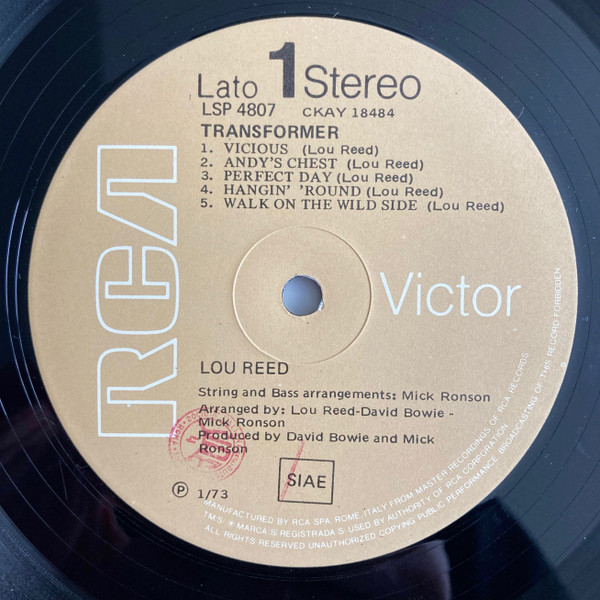 Lato 1 Stereo
LSP 4807 CKAY 18484
TRANSFORMER
1. VICIOUS (Lou Reed)
2. ANDY'S CHEST (Lou Reed)
3. PERFECT DAY (Lou Reed)
4. HANGIN' 'ROUND (Lou Reed)
5. WALK ON THE WILD SIDE (Lou Reed)
RCA
Victor
LOU REED
String and Bass arrangements: Mick Ronson
Arranged by: Lou Reed-David Bowie -
Mick Ronson
Produced by David Bowie and Mick
Ronson
SIAE
Ⓟ 1/73
MANUFACTURED BY RCA SPA, ROME, ITALY FROM MASTER RECORDINGS OF RCA RECORDS
TMS ® MARCA S REGISTRADA S USED BY AUTHORITY OF RCA CORPORATION
ALL RIGHTS RESERVED UNAUTHORIZED COPYING PUBLIC PERFORMANCE BROADCASTING OF THIS RECORD FORBIDDEN